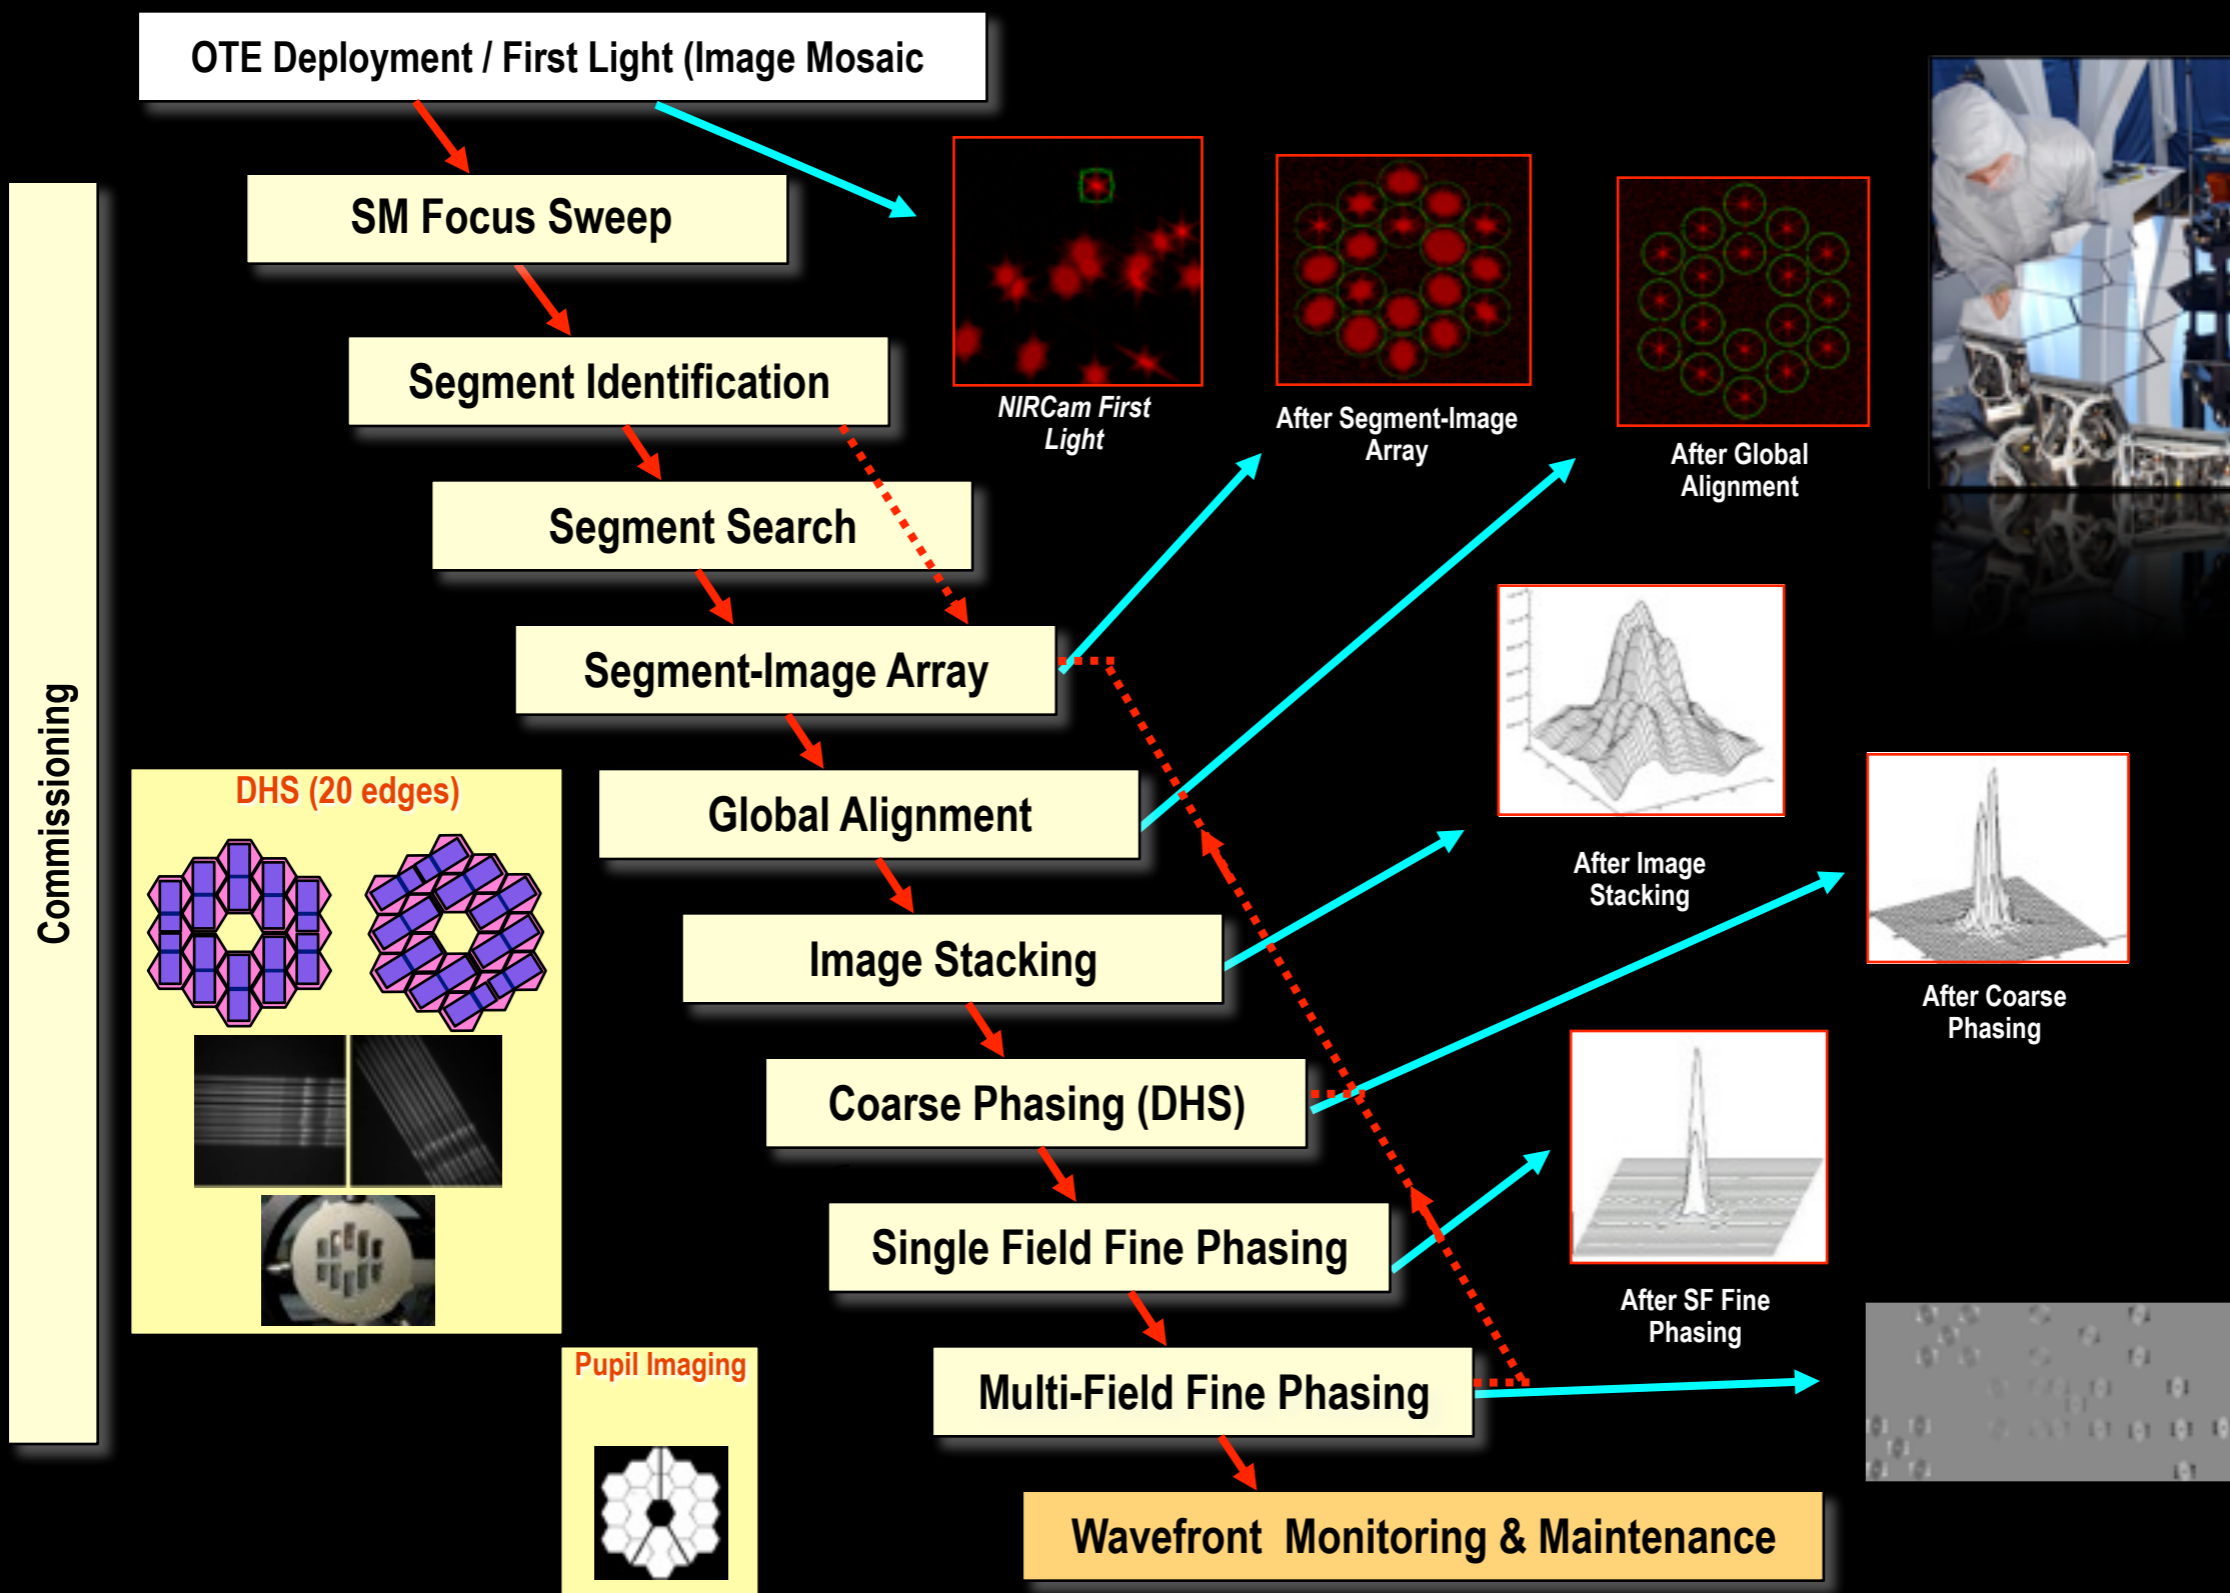 OTE Deployment / First Light (Image Mosaic
SM Focus Sweep
Segment Identification
Segment Search
Segment-Image Array
Global Alignment
Image Stacking
Coarse Phasing (DHS)
Single Field Fine Phasing
Multi-Field Fine Phasing
Wavefront Monitoring & Maintenance
Commissioning
DHS (20 edges)
Pupil Imaging
NIRCam First
Light
After Segment-Image
Array
After Global
Alignment
After Image
Stacking
After Coarse
Phasing
After SF Fine
Phasing